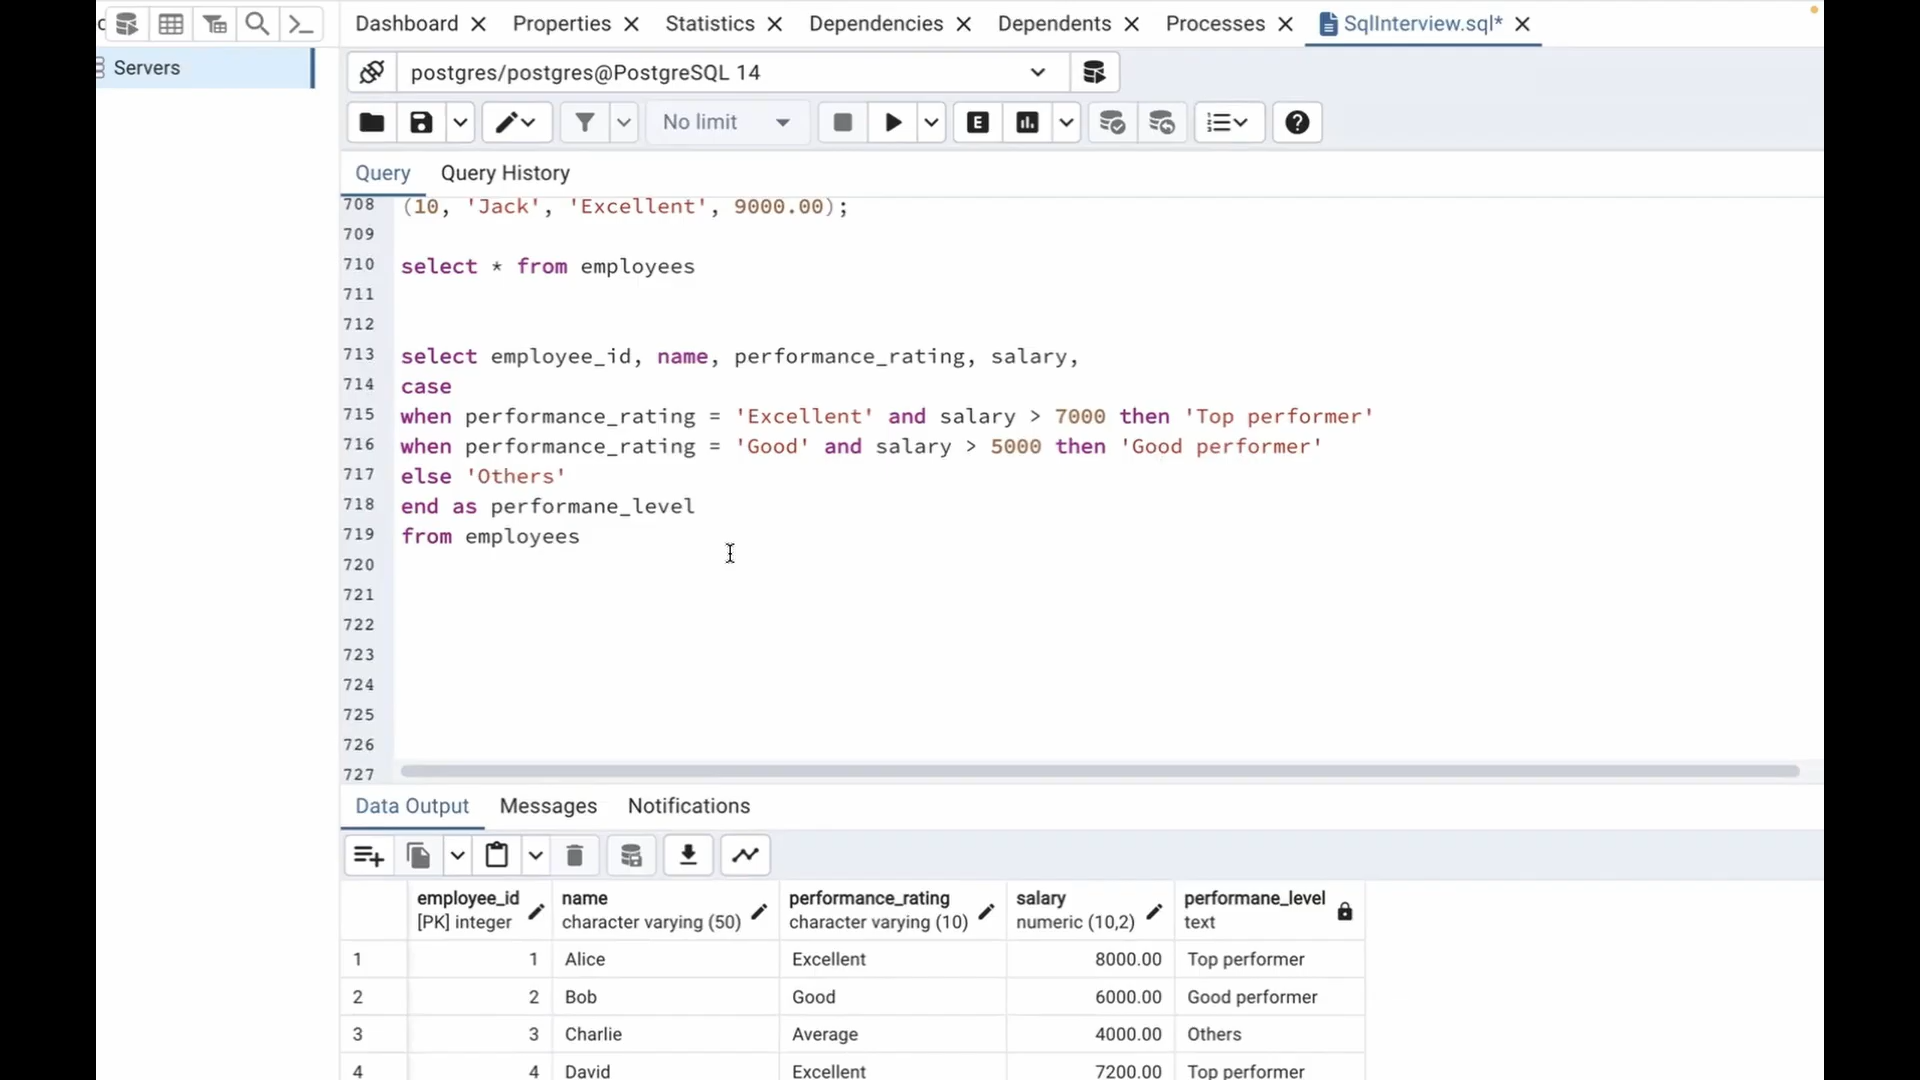 Dashboard Properties Statistics Dependencies Dependents Processes SqlInterview.sql*
Servers
postgres/postgres@PostgreSQL 14
No limit
Query Query History
708 (10, 'Jack', 'Excellent', 9000.00);
709
710 select * from employees
711
712
713 select employee_id, name, performance_rating, salary,
714 case
715 when performance_rating = 'Excellent' and salary > 7000 then 'Top performer'
716 when performance_rating = 'Good' and salary > 5000 then 'Good performer'
717 else 'Others'
718 end as performane_level
719 from employees
720
721
722
723
724
725
726
727
Data Output Messages Notifications
employee_id name performance_rating salary performane_level
[PK] integer character varying (50) character varying (10) numeric (10,2) text
1 1 Alice Excellent 8000.00 Top performer
2 2 Bob Good 6000.00 Good performer
3 3 Charlie Average 4000.00 Others
4 4 David Excellent 7200.00 Top performer